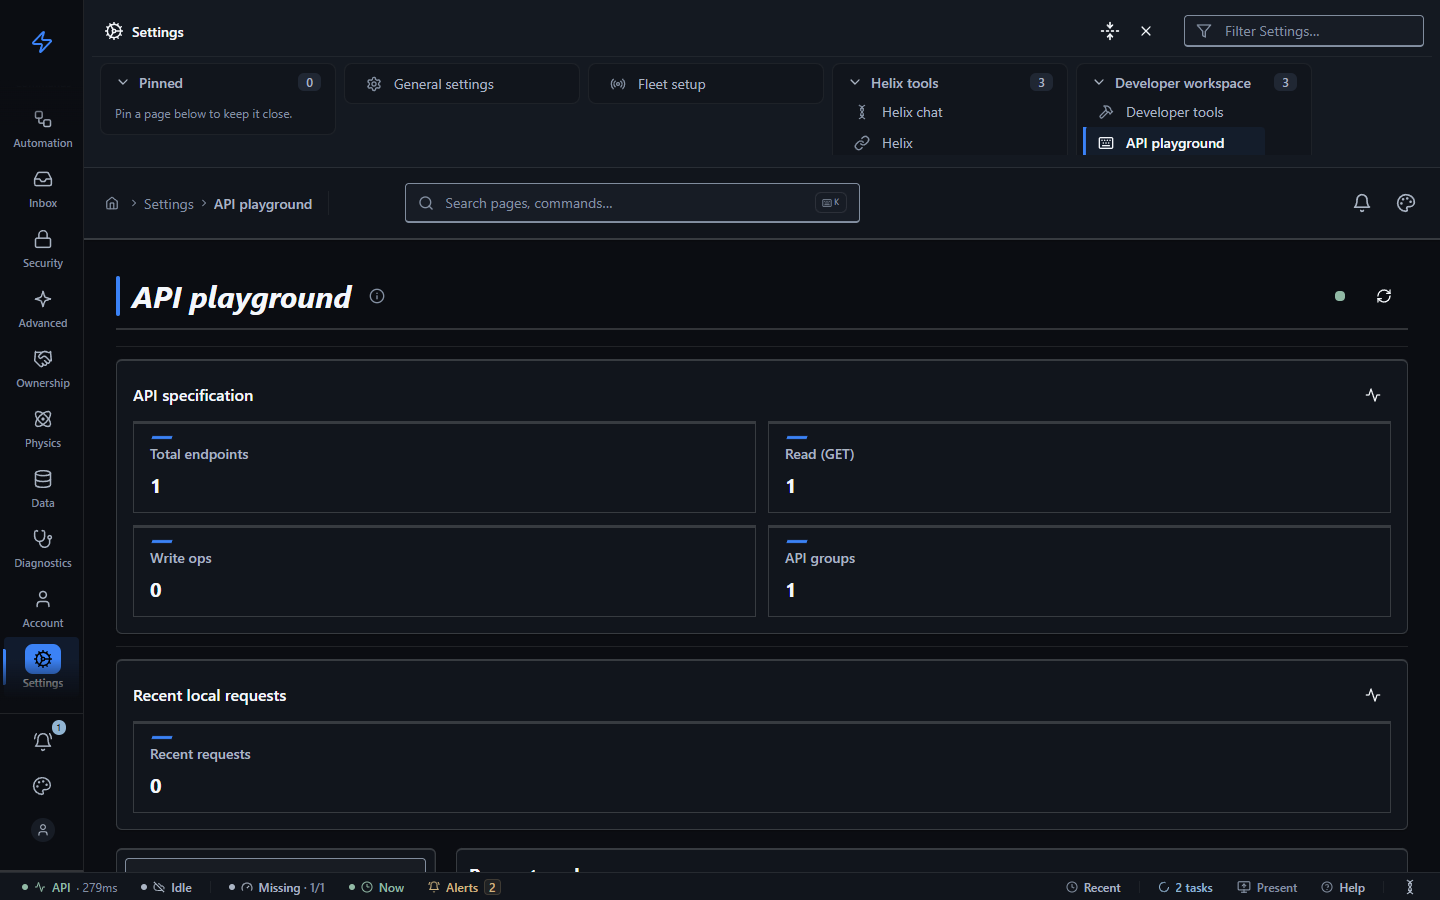 Settings
Filter Settings...
Pinned
0
Pin a page below to keep it close.
General settings
Fleet setup
Helix tools
3
Helix chat
Helix
Developer workspace
3
Developer tools
API playground
Automation
Inbox
Security
Advanced
Ownership
Physics
Data
Diagnostics
Account
Settings
1
Settings
API playground
Search pages, commands...
K
API playground
API specification
Total endpoints
1
Read (GET)
1
Write ops
0
API groups
1
Recent local requests
Recent requests
0
API · 279ms
Idle
Missing · 1/1
Now
Alerts 2
Recent
2 tasks
Present
Help